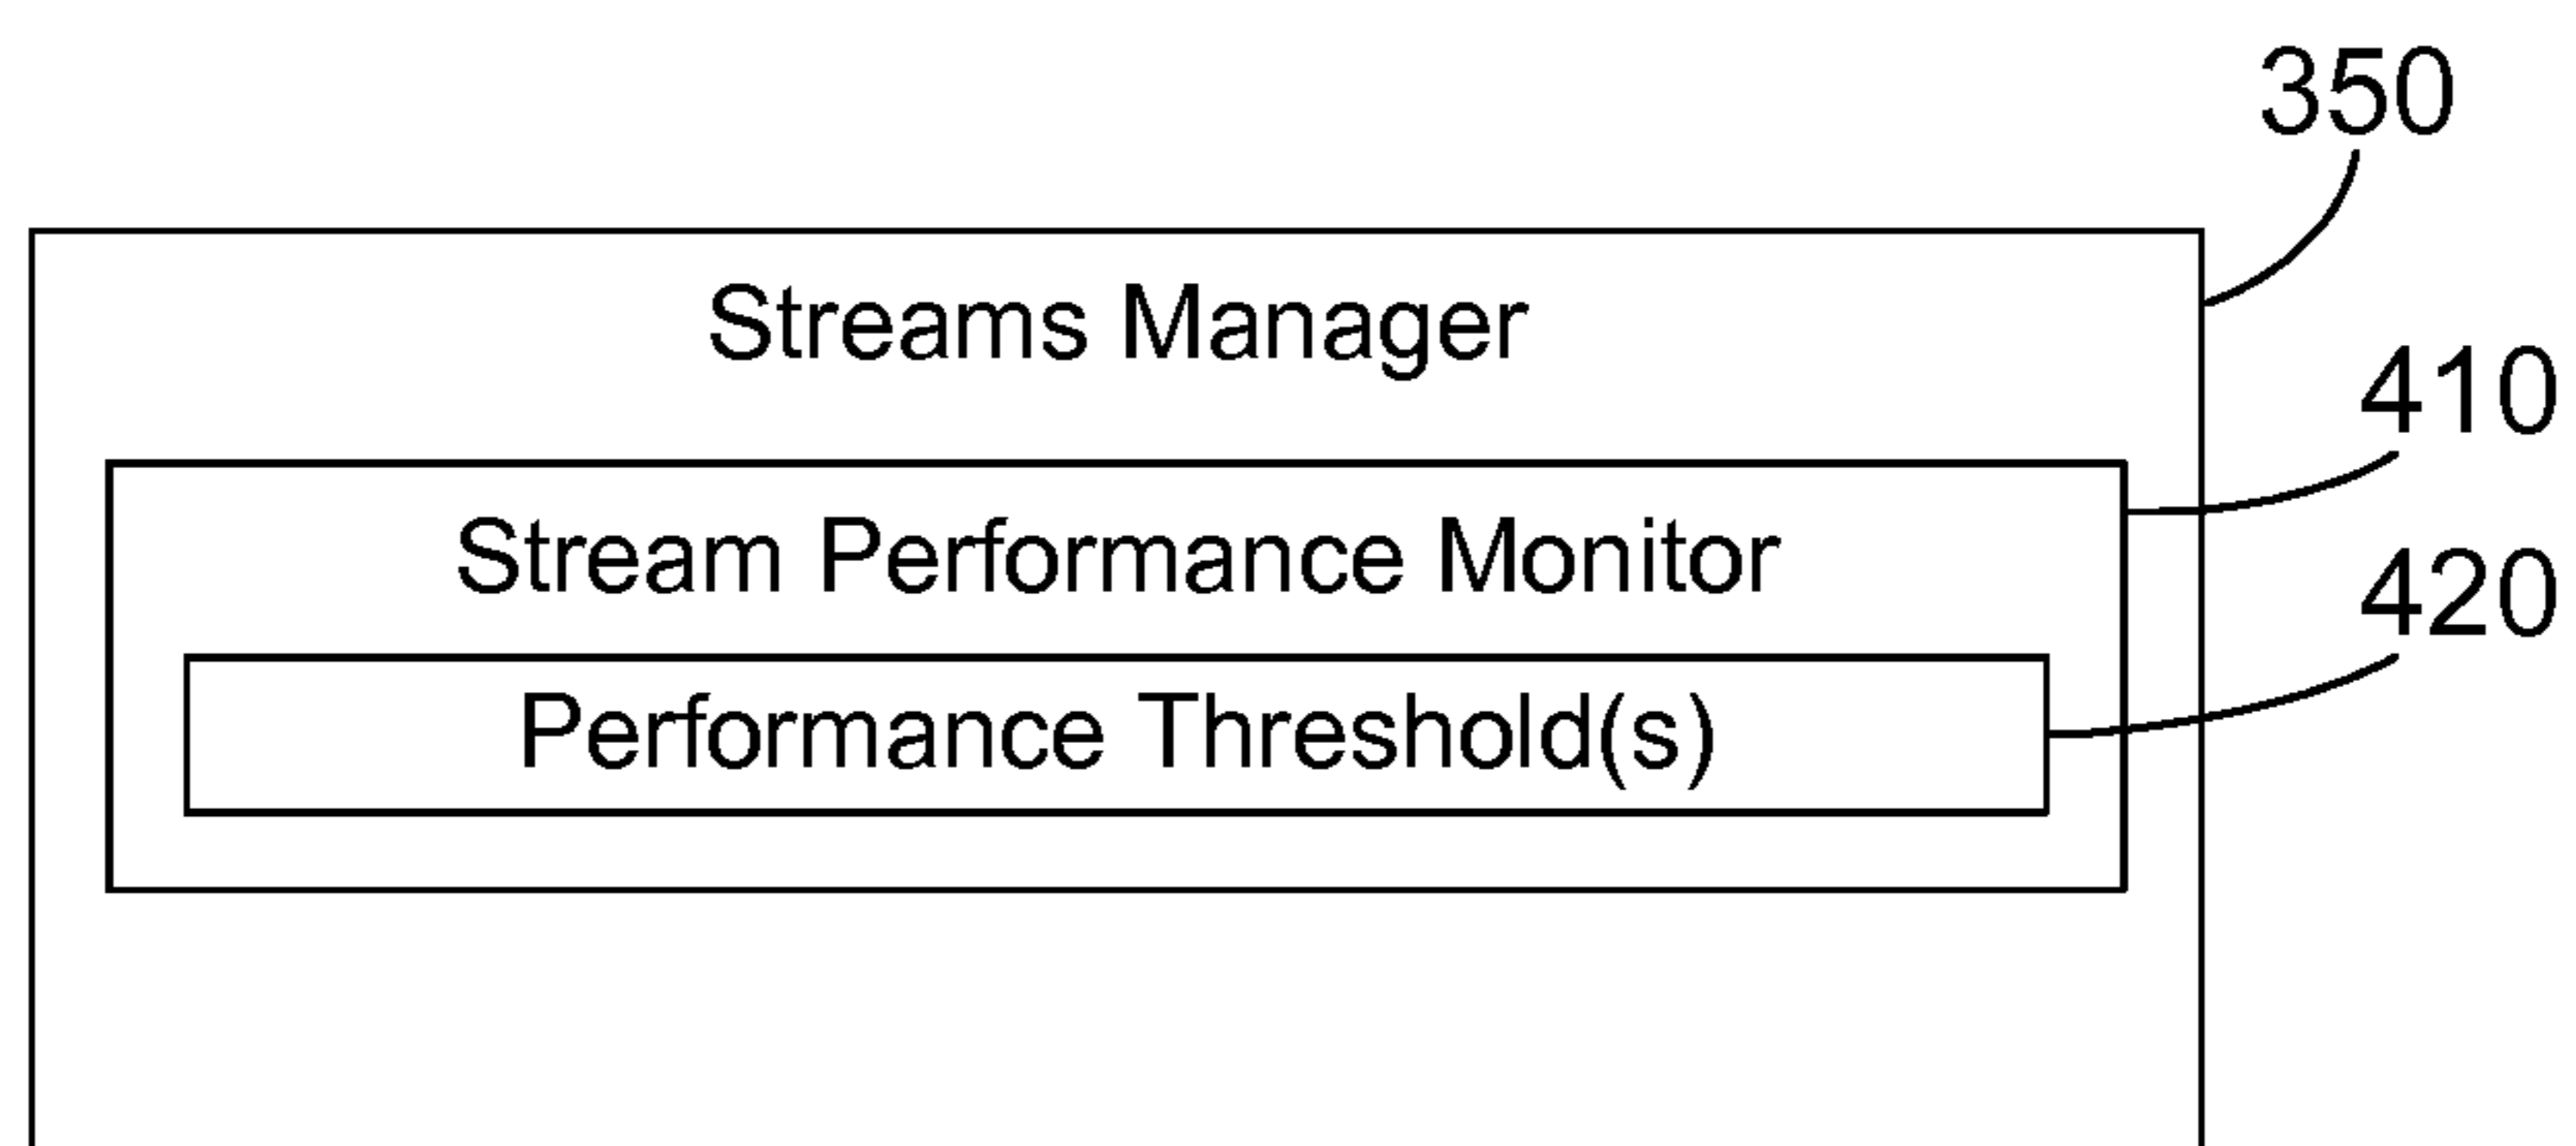 350
Streams Manager
410
Stream Performance Monitor
420
Performance Threshold(s)